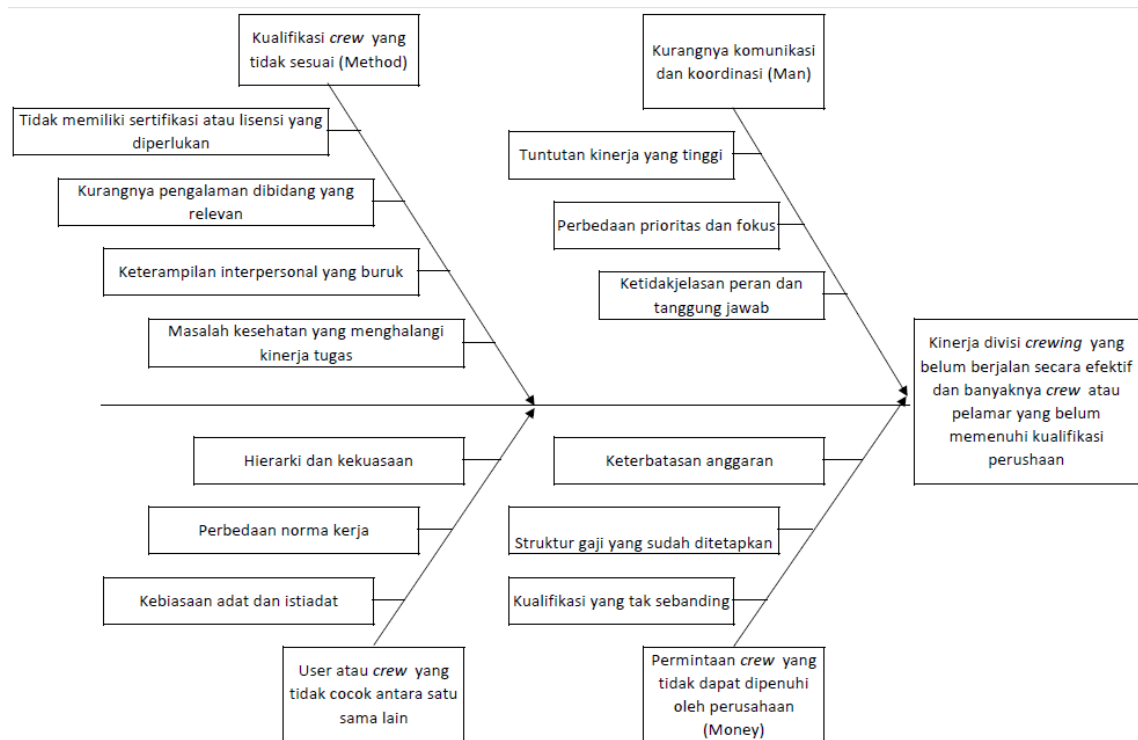 Kualifikasi crew yang
tidak sesuai (Method)
Kurangnya komunikasi
dan koordinasi (Man)
Tidak memiliki sertifikasi atau lisensi yang
diperlukan
Kurangnya pengalaman dibidang yang
relevan
Keterampilan interpersonal yang buruk
Masalah kesehatan yang menghalangi
kinerja tugas
Tuntutan kinerja yang tinggi
Perbedaan prioritas dan fokus
Ketidakjelasan peran dan
tanggung jawab
Kinerja divisi crewing yang
belum berjalan secara efektif
dan banyaknya crew atau
pelamar yang belum
memenuhi kualifikasi
perushaan
Hierarki dan kekuasaan
Perbedaan norma kerja
Kebiasaan adat dan istiadat
User atau crew yang
tidak cocok antara satu
sama lain
Keterbatasan anggaran
Struktur gaji yang sudah ditetapkan
Kualifikasi yang tak sebanding
Permintaan crew yang
tidak dapat dipenuhi
oleh perusahaan
(Money)